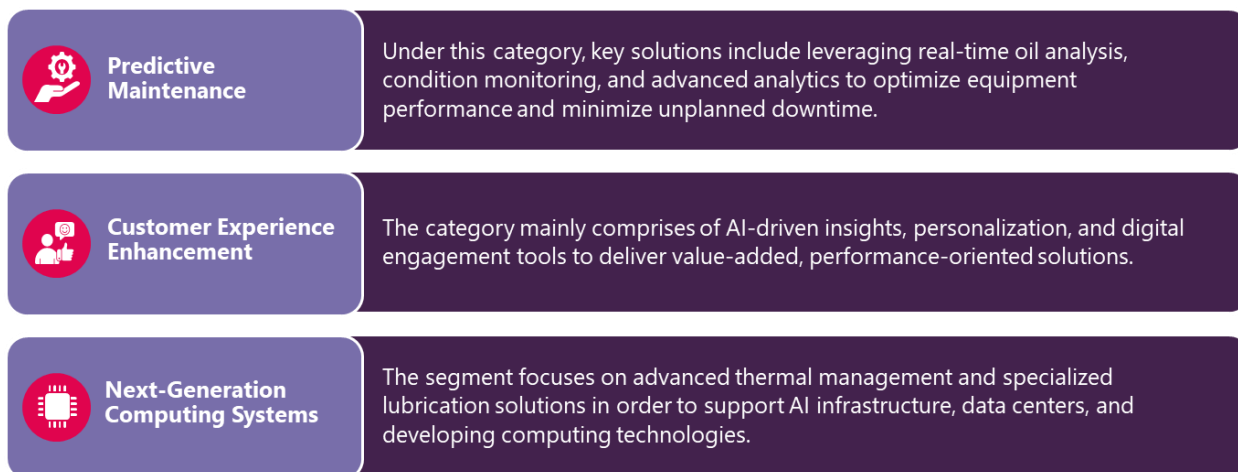 Predictive
Maintenance
Under this category, key solutions include leveraging real-time oil analysis,
condition monitoring, and advanced analytics to optimize equipment
performance and minimize unplanned downtime.
Customer Experience
Enhancement
The category mainly comprises of AI-driven insights, personalization, and digital
engagement tools to deliver value-added, performance-oriented solutions.
Next-Generation
Computing Systems
The segment focuses on advanced thermal management and specialized
lubrication solutions in order to support AI infrastructure, data centers, and
developing computing technologies.